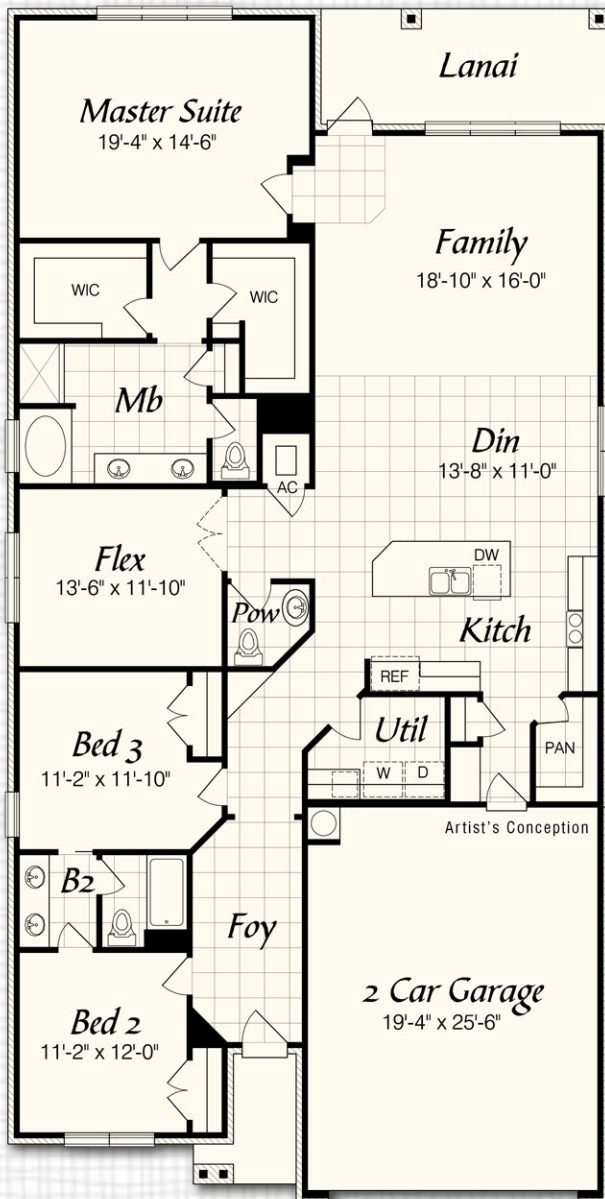 Lanai
Master Suite
19'-4" x 14'-6"
Family
18'-10" x 16'-0"
WIC
WIC
Mb
Din
13'-8" x 11'-0"
AC
Flex
13'-6" x 11'-10"
DW
Pow
Kitch
REF
Bed 3
11'-2" x 11'-10"
Util
PAN
W
D
Artist's Conception
B2
Foy
2 Car Garage
19'-4" x 25'-6"
Bed 2
11'-2" x 12'-0"